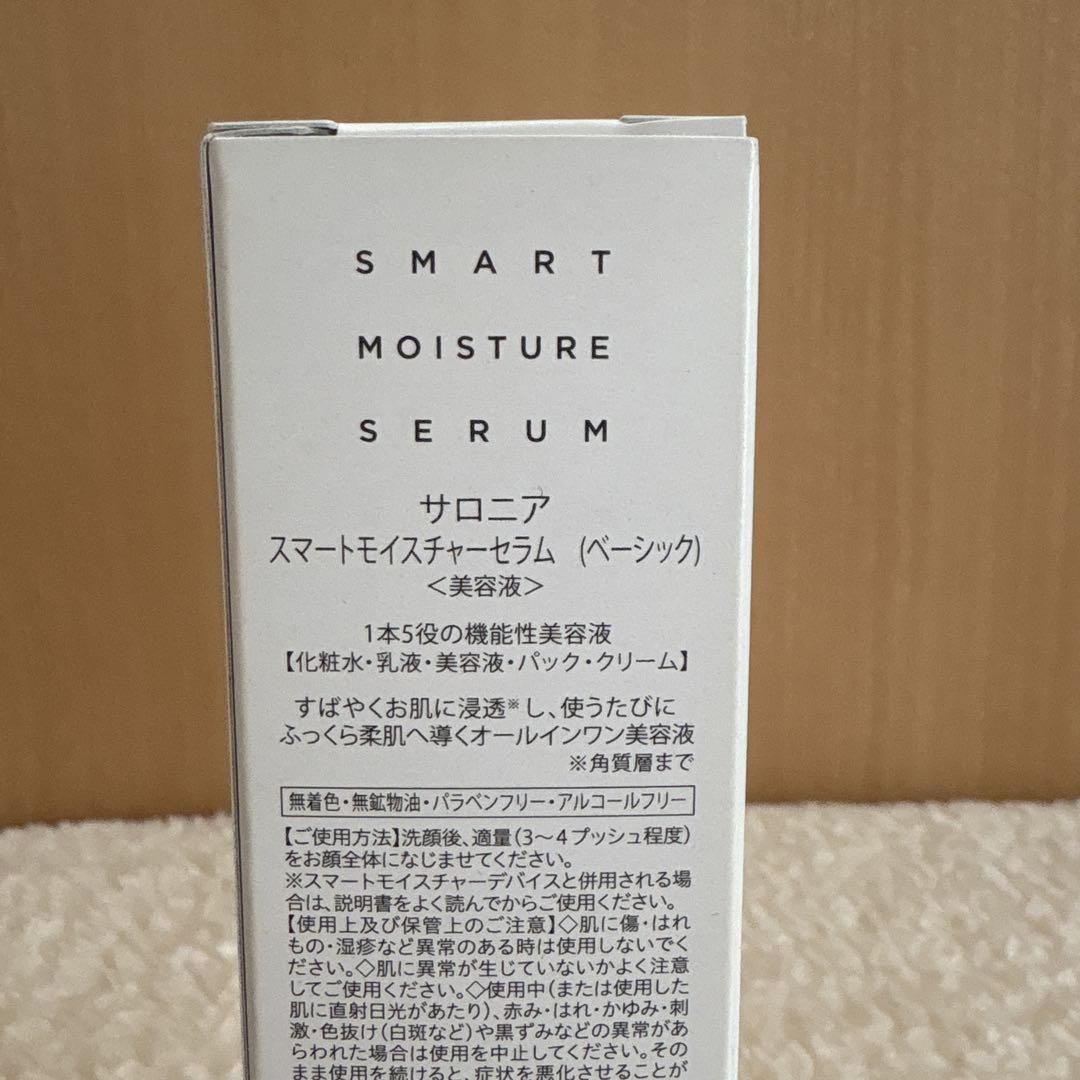 SMART
MOISTURE
SERUM
サロニア
スマートモイスチャーセラム (ベーシック)
＜美容液＞
1本5役の機能性美容液
【化粧水・乳液・美容液・パック・クリーム】
すばやくお肌に浸透※し、使うたびに
ふっくら柔肌へ導くオールインワン美容液
※角質層まで
無着色・無鉱物油・パラベンフリー・アルコールフリー
【ご使用方法】洗顔後、適量(3〜4プッシュ程度)
をお顔全体になじませてください。
※スマートモイスチャーデバイスと併用される場
合は、説明書をよく読んでからご使用ください。
【使用上及び保管上のご注意】◇肌に傷・はれ
もの・湿疹など異常のある時は使用しないでく
ださい。◇肌に異常が生じていないかよく注意
してご使用ください。◇使用中(または使用した
肌に直射日光があたり)、赤み・はれ・かゆみ・刺
激・色抜け(白斑など)や黒ずみなどの異常があ
らわれた場合は使用を中止してください。その
まま使用を続けると、症状を悪化させることが